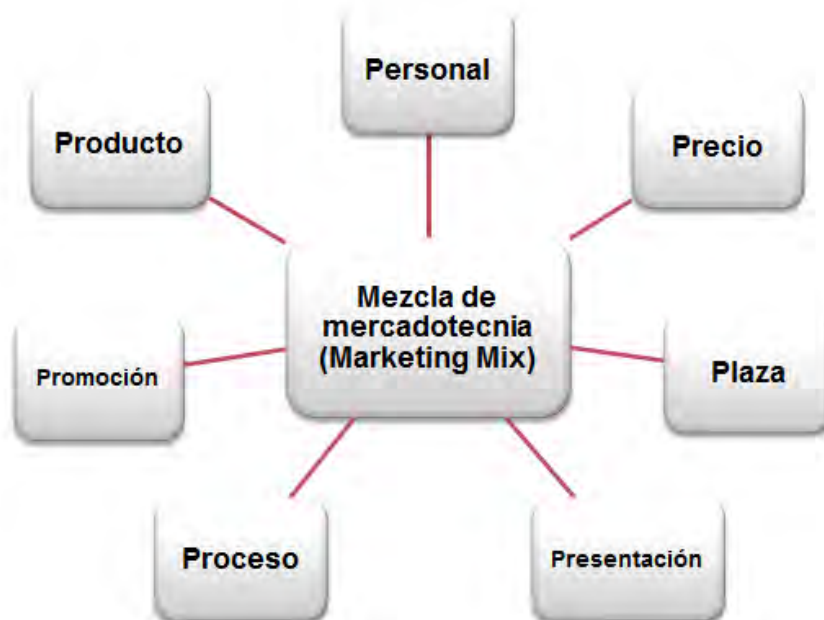 Personal
Producto
Precio
Mezcla de
mercadotecnia
(Marketing Mix)
Promoción
Plaza
Proceso
Presentación